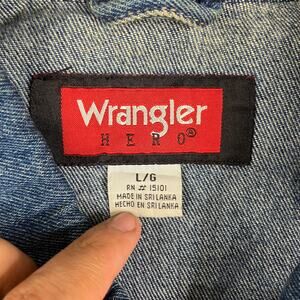 Wrangler
HERO®
L/G
RN # 15101
MADE IN SRI LANKA
HECHO EN SRI LANKA